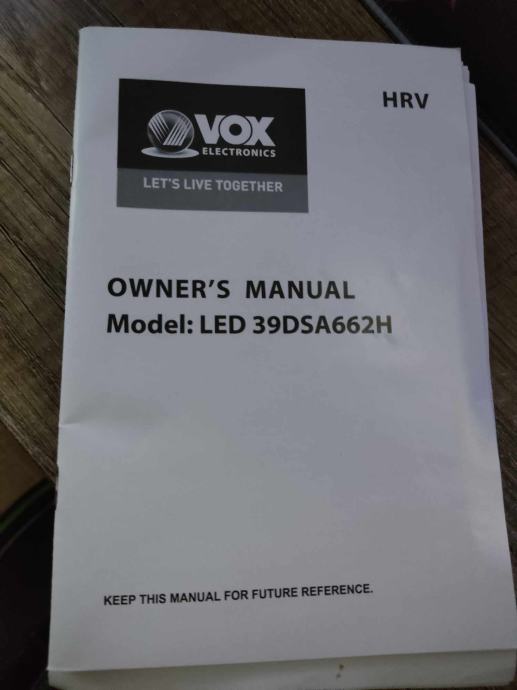 HRV
VOX
ELECTRONICS
LET'S LIVE TOGETHER
OWNER'S MANUAL
Model: LED 39DSA662H
KEEP THIS MANUAL FOR FUTURE REFERENCE.